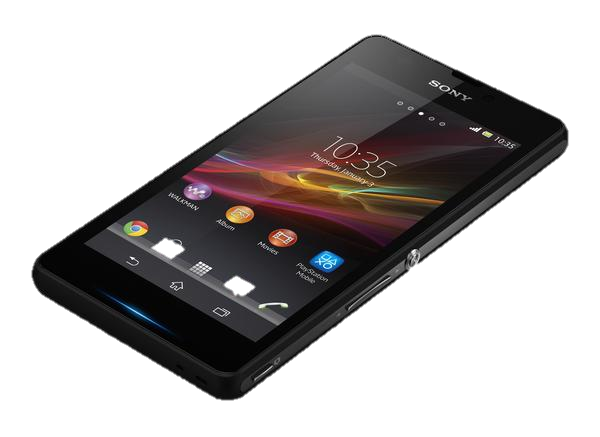 SONY
10:35
10:35
Thursday, January 3
WALKMAN
Album
Movies
PlayStation
Mobile